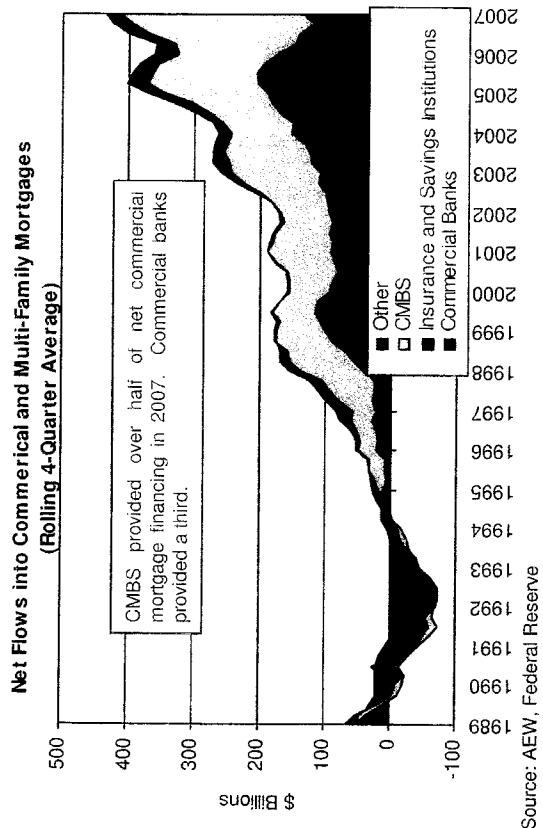 Net Flows into Commerical and Multi-Family Mortgages
(Rolling 4-Quarter Average)
500
400
300
200
100
0
-100
$ Billions
CMBS provided over half of net commercial
mortgage financing in 2007. Commercial banks
provided a third.
Other
CMBS
Insurance and Savings Institutions
Commercial Banks
1989
1990
1991
1992
1993
1994
1995
1996
1997
1998
1999
2000
2001
2002
2003
2004
2005
2006
2007
Source: AEW, Federal Reserve